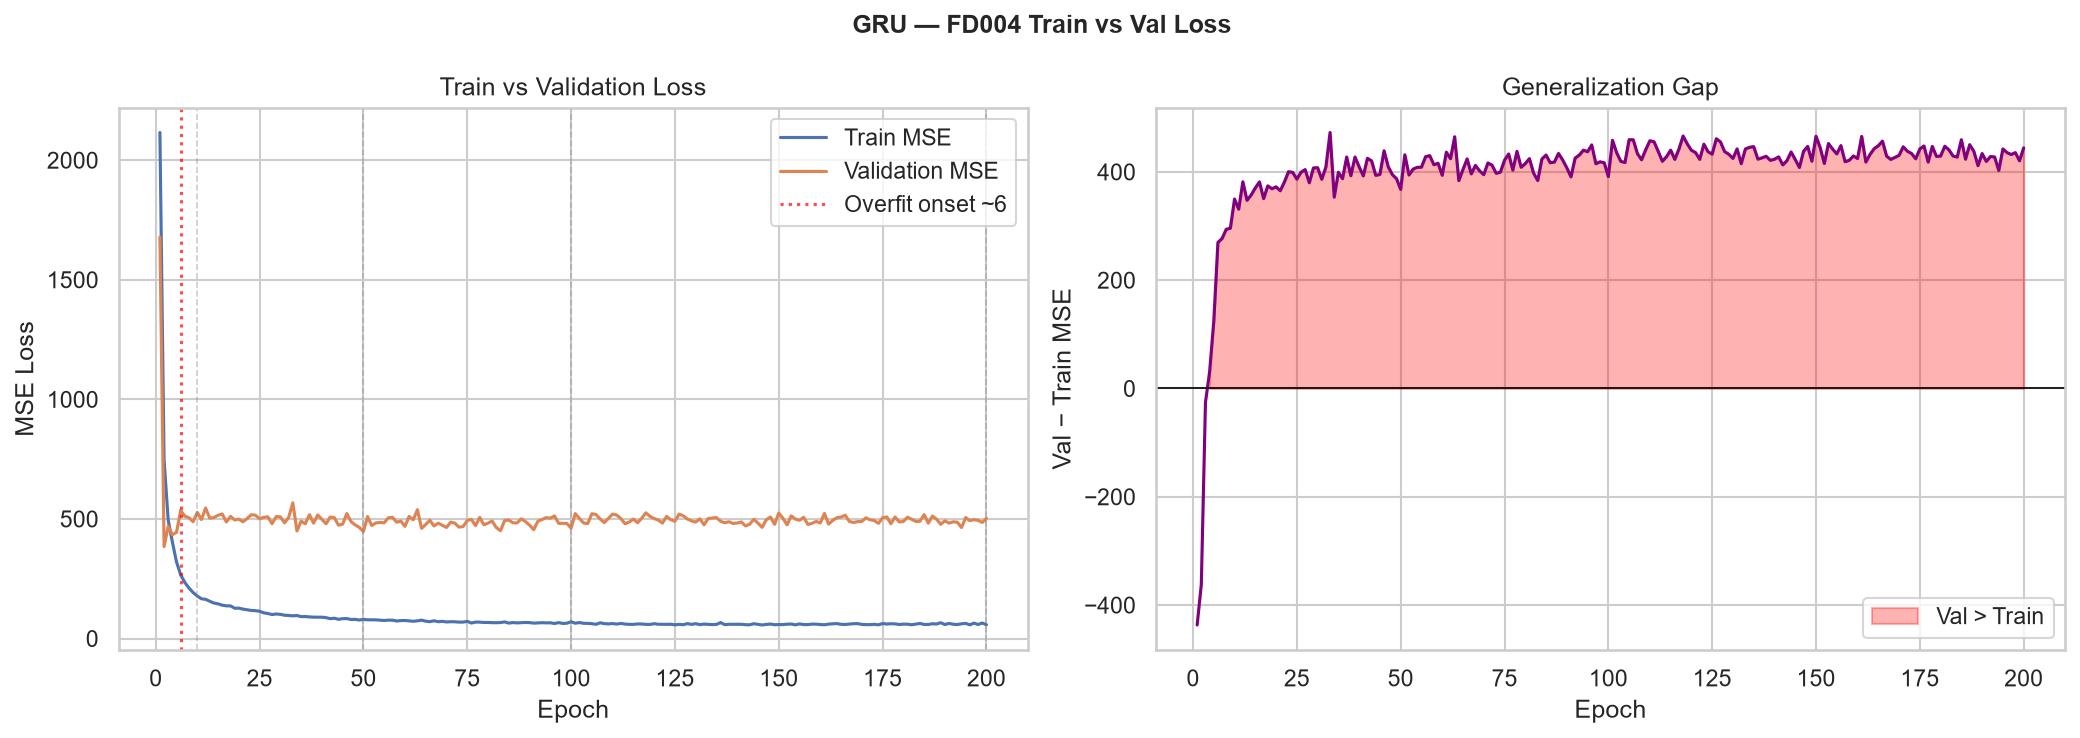 GRU — FD004 Train vs Val Loss
Train vs Validation Loss
Train MSE
Validation MSE
Overfit onset ~6
MSE Loss
2000
1500
1000
500
0
0 25 50 75 100 125 150 175 200
Epoch
Generalization Gap
Val − Train MSE
400
200
0
−200
−400
Val > Train
0 25 50 75 100 125 150 175 200
Epoch